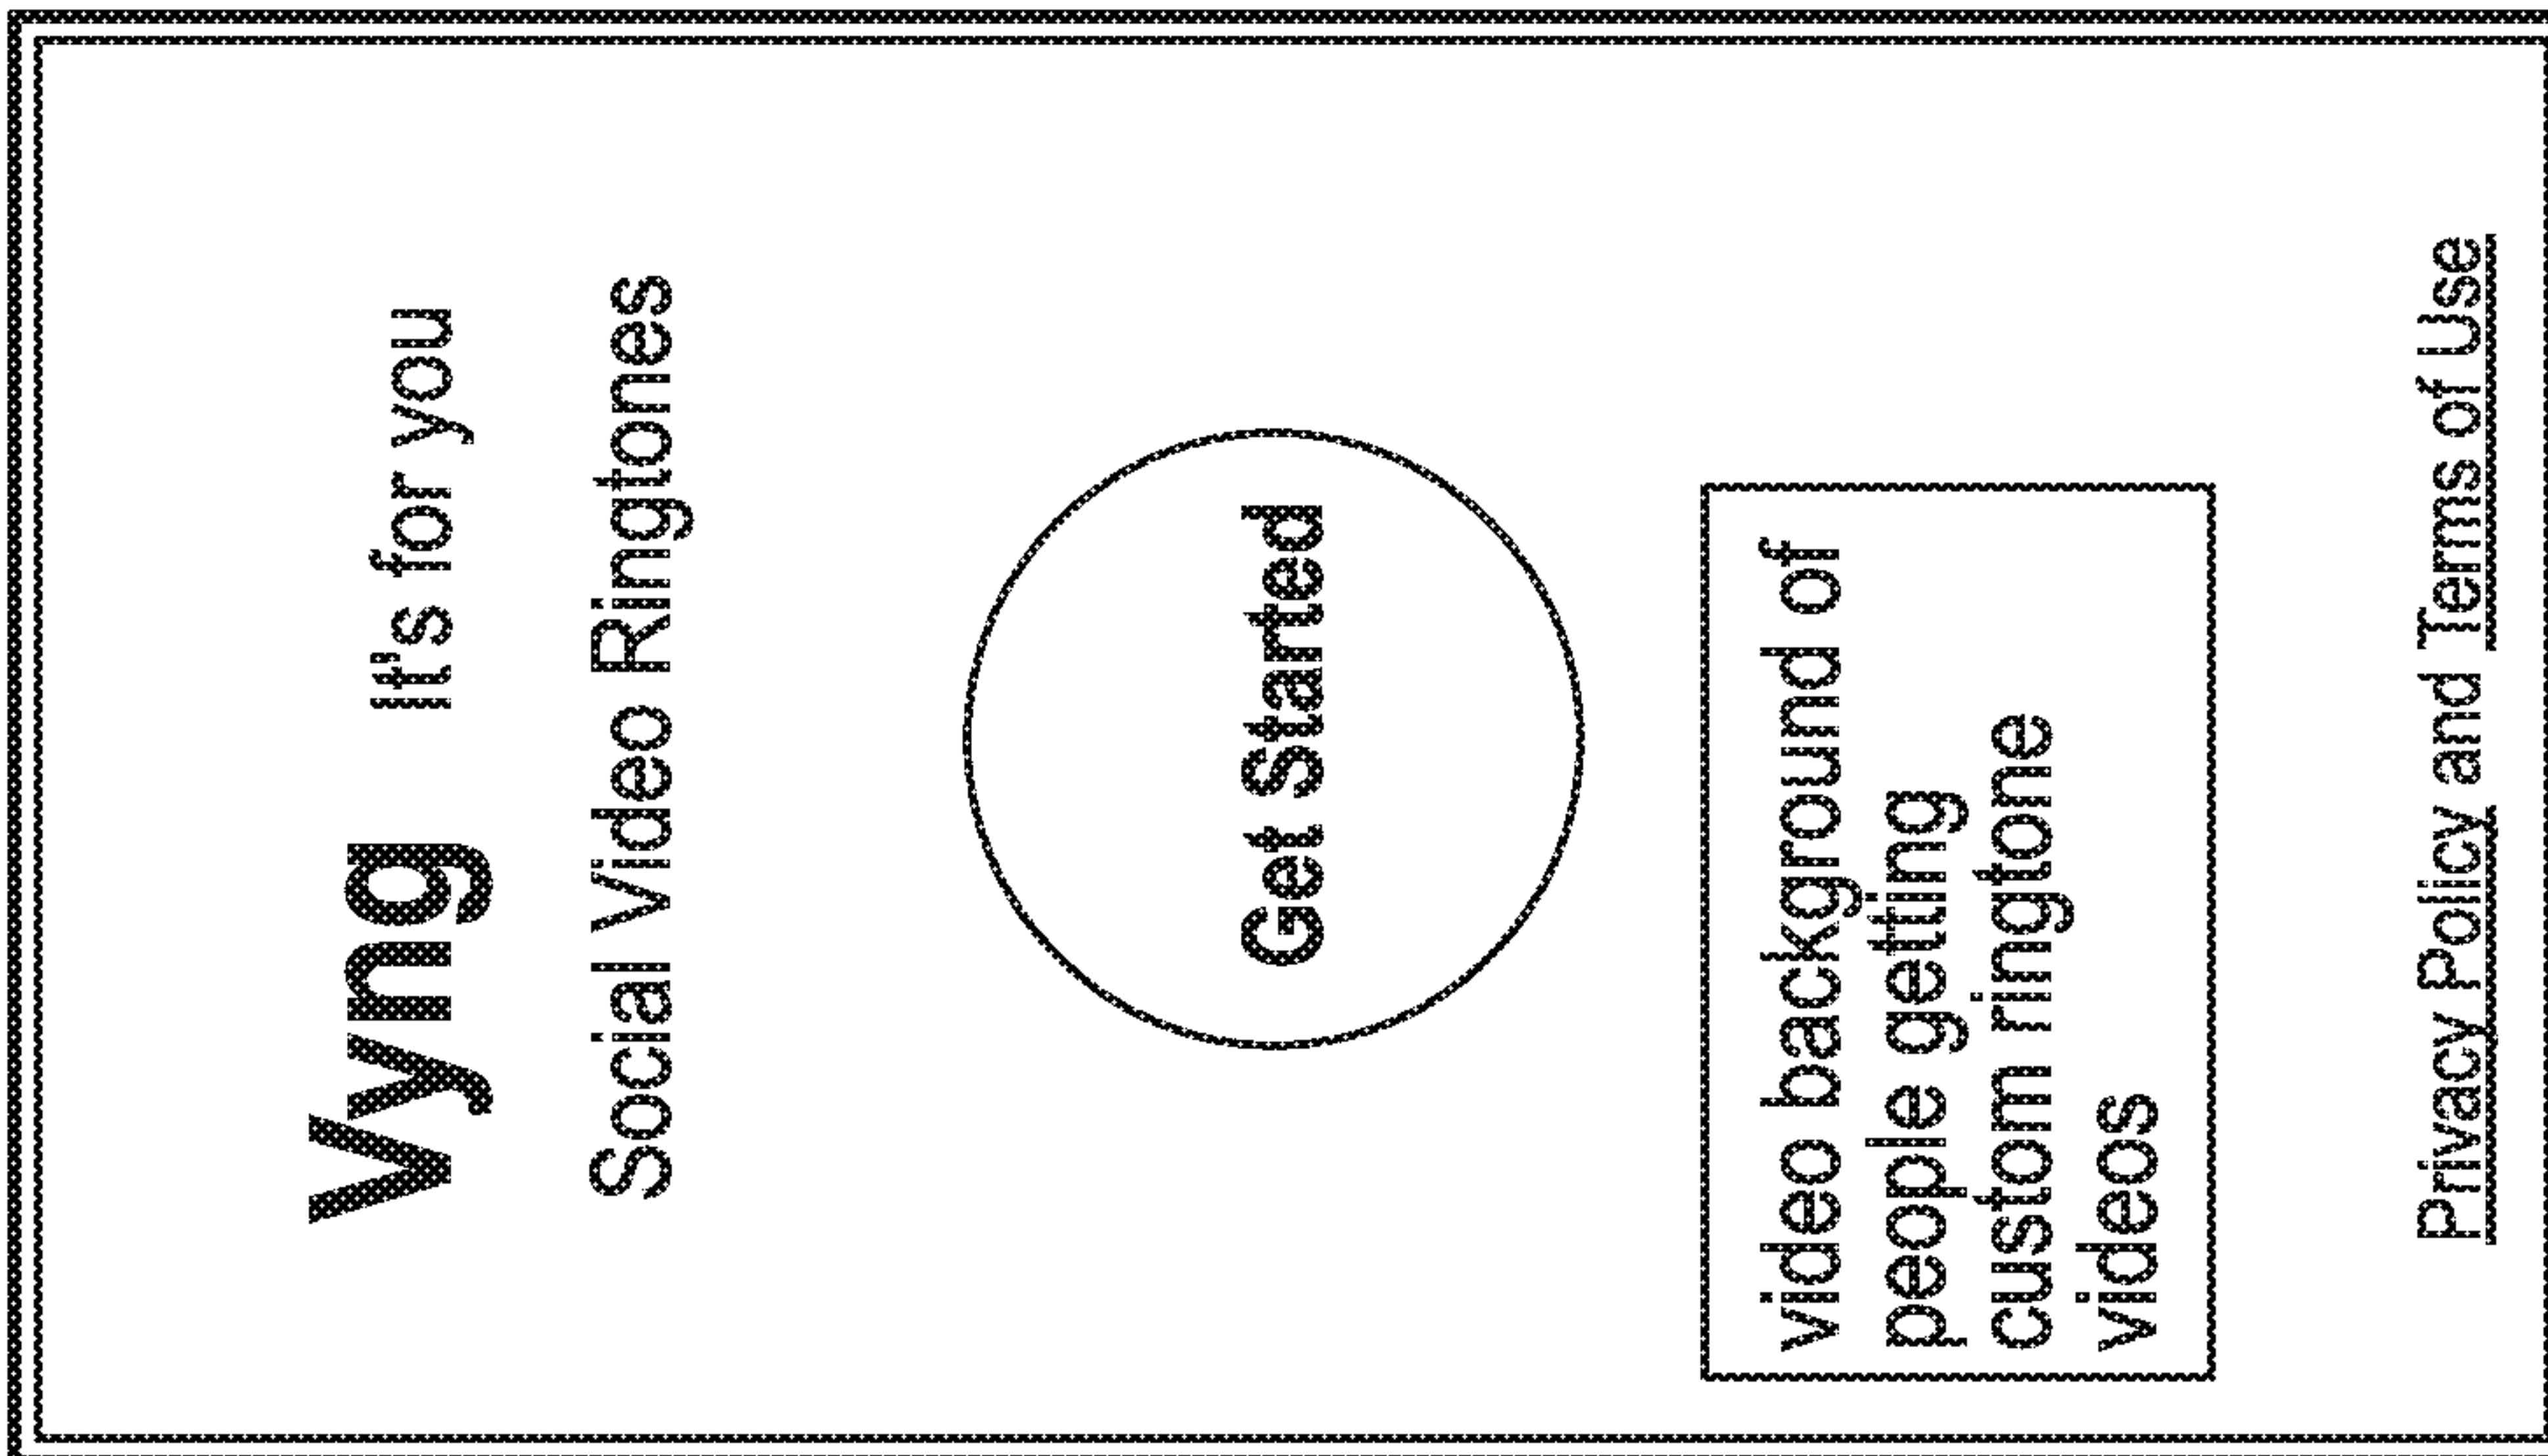 Vyng It's for you
Social Video Ringtones
Get Started
video background of
people getting
custom ringtone
videos
Privacy Policy and Terms of Use